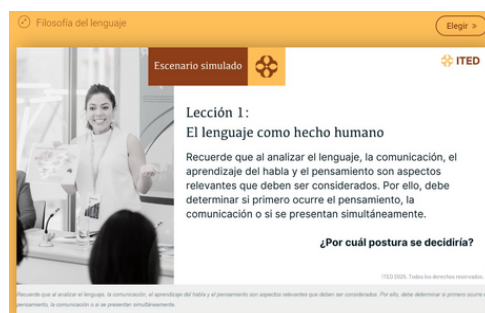 Filosofía del lenguaje
Elegir >
Escenario simulado
ITED
Lección 1:
El lenguaje como hecho humano
Recuerde que al analizar el lenguaje, la comunicación, el
aprendizaje del habla y el pensamiento son aspectos
relevantes que deben ser considerados. Por ello, debe
determinar si primero ocurre el pensamiento, la
comunicación o si se presentan simultáneamente.
¿Por cuál postura se decidiría?
ITED 2025. Todos los derechos reservados.
Recuerde que al analizar el lenguaje, la comunicación, el aprendizaje del habla y el pensamiento son aspectos relevantes que deben ser considerados. Por ello, debe determinar si primero ocurre el
pensamiento, la comunicación o si se presentan simultáneamente.